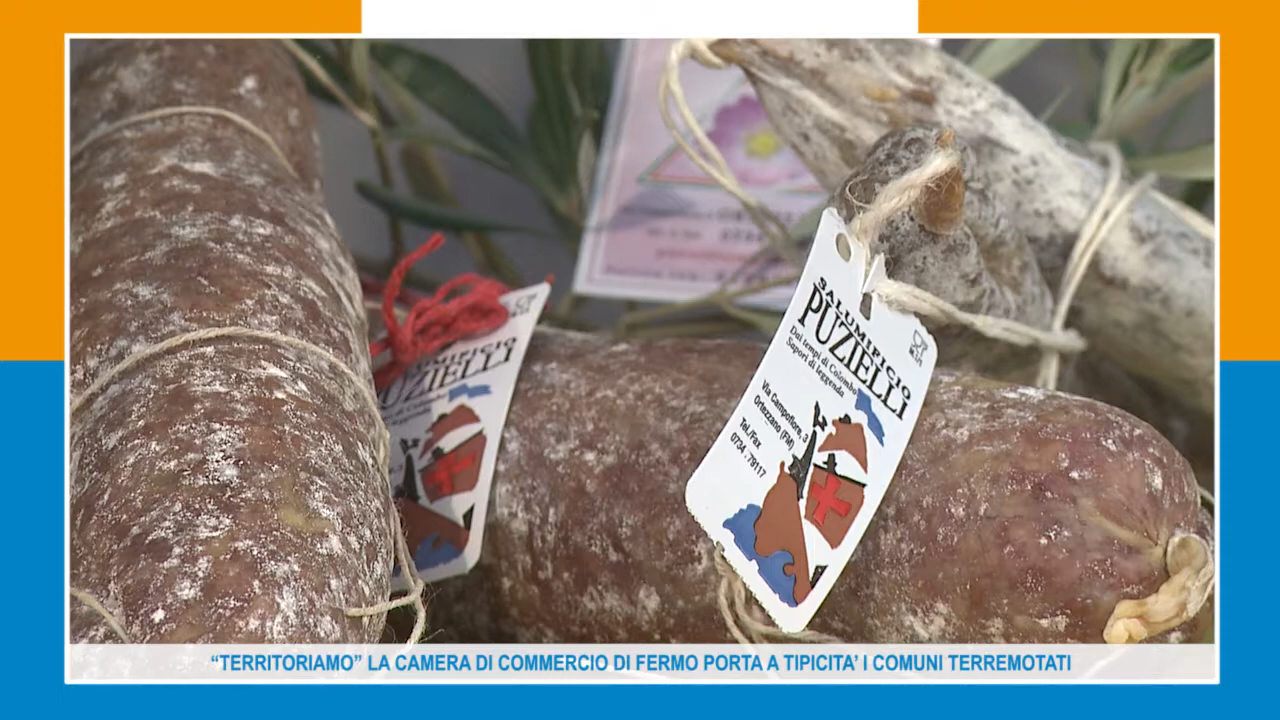 SALUMIFICIO
PUZIELLI
Dai tempi di Colombo
Sapori di leggenda
Via Campofiore, 3
Ortezzano (FM)
Tel./Fax
0734 . 79117
PUZIELLI
“TERRITORIAMO” LA CAMERA DI COMMERCIO DI FERMO PORTA A TIPICITA’ I COMUNI TERREMOTATI